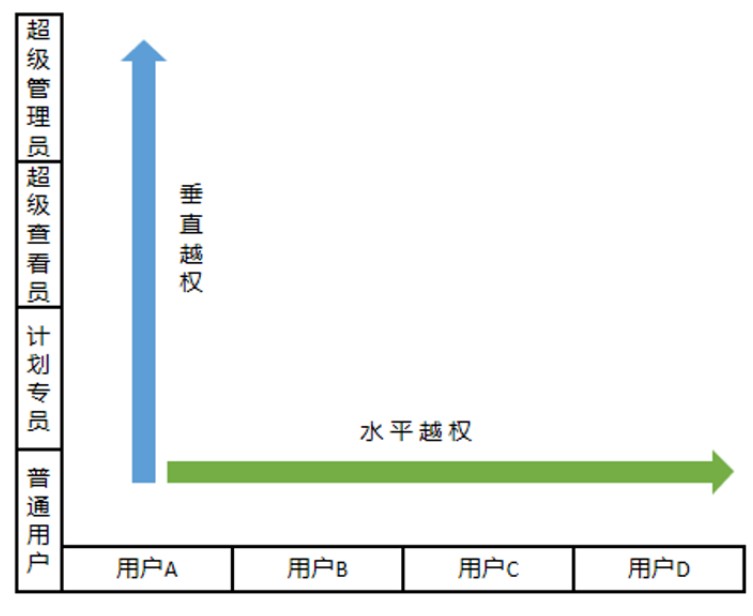 超级管理员
超级查看员
计划专员
普通用户
垂直越权
水平越权
用户A
用户B
用户C
用户D